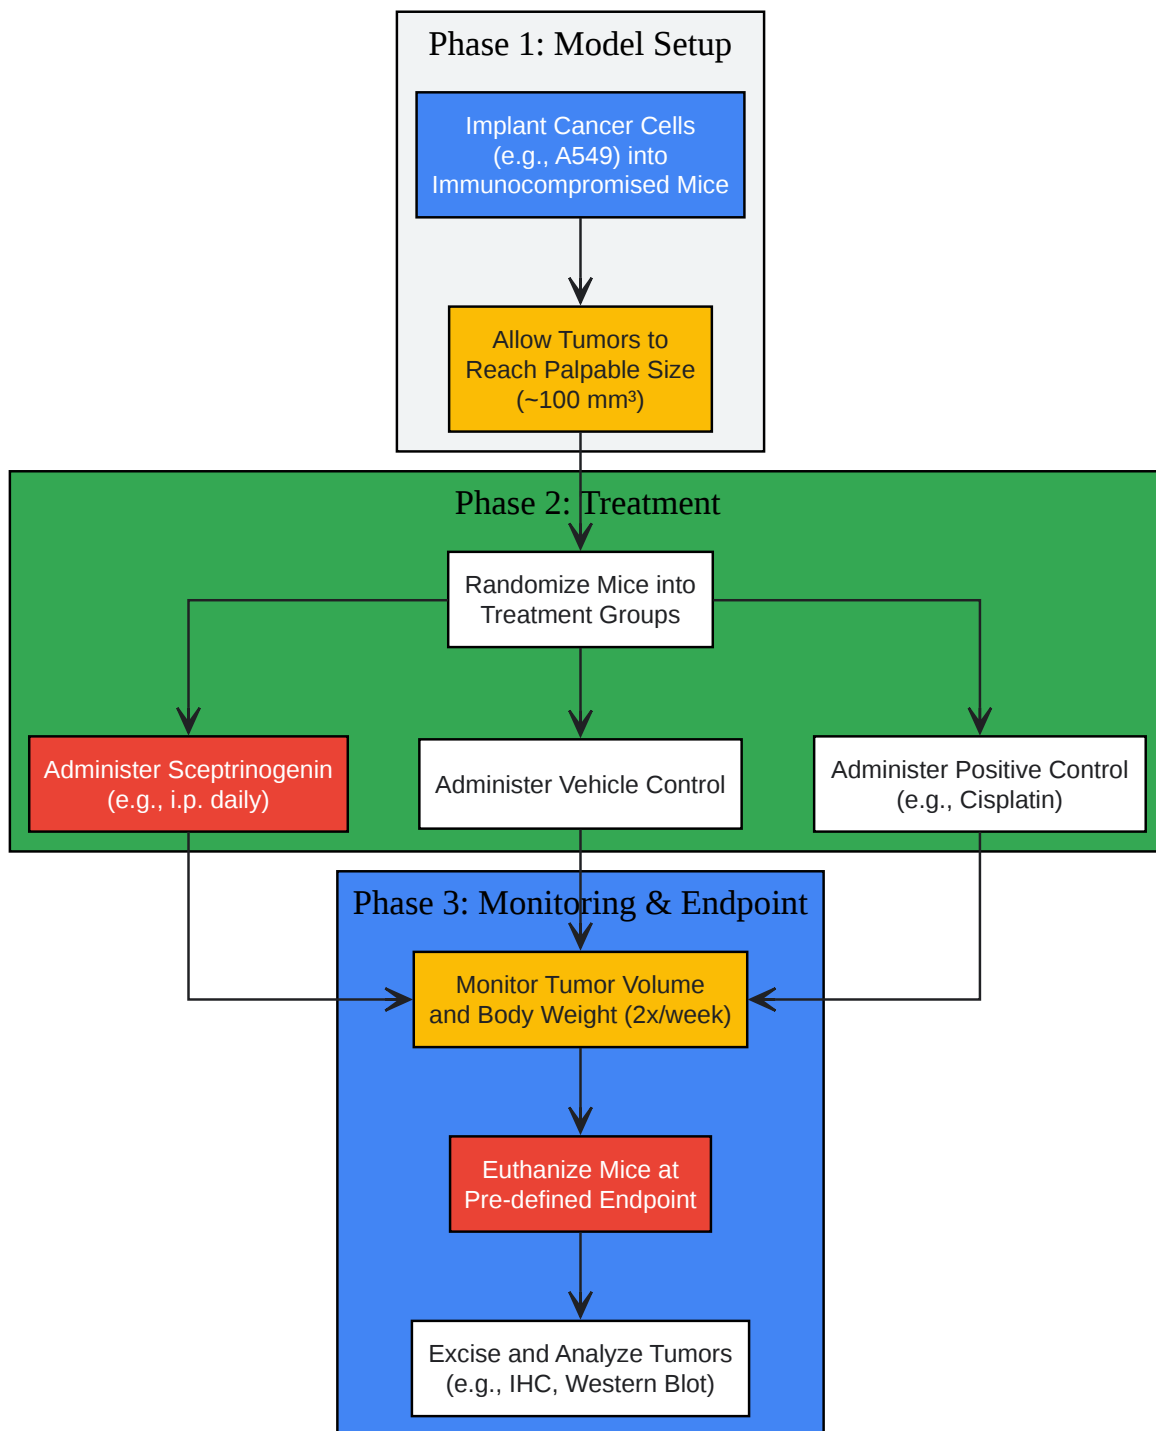 Phase 1: Model Setup
Implant Cancer Cells
(e.g., A549) into
Immunocompromised Mice
Allow Tumors to
Reach Palpable Size
(~100 mm³)
Phase 2: Treatment
Randomize Mice into
Treatment Groups
Administer Sceptrinogenin
(e.g., i.p. daily)
Administer Vehicle Control
Administer Positive Control
(e.g., Cisplatin)
Phase 3: Monitoring & Endpoint
Monitor Tumor Volume
and Body Weight (2x/week)
Euthanize Mice at
Pre-defined Endpoint
Excise and Analyze Tumors
(e.g., IHC, Western Blot)